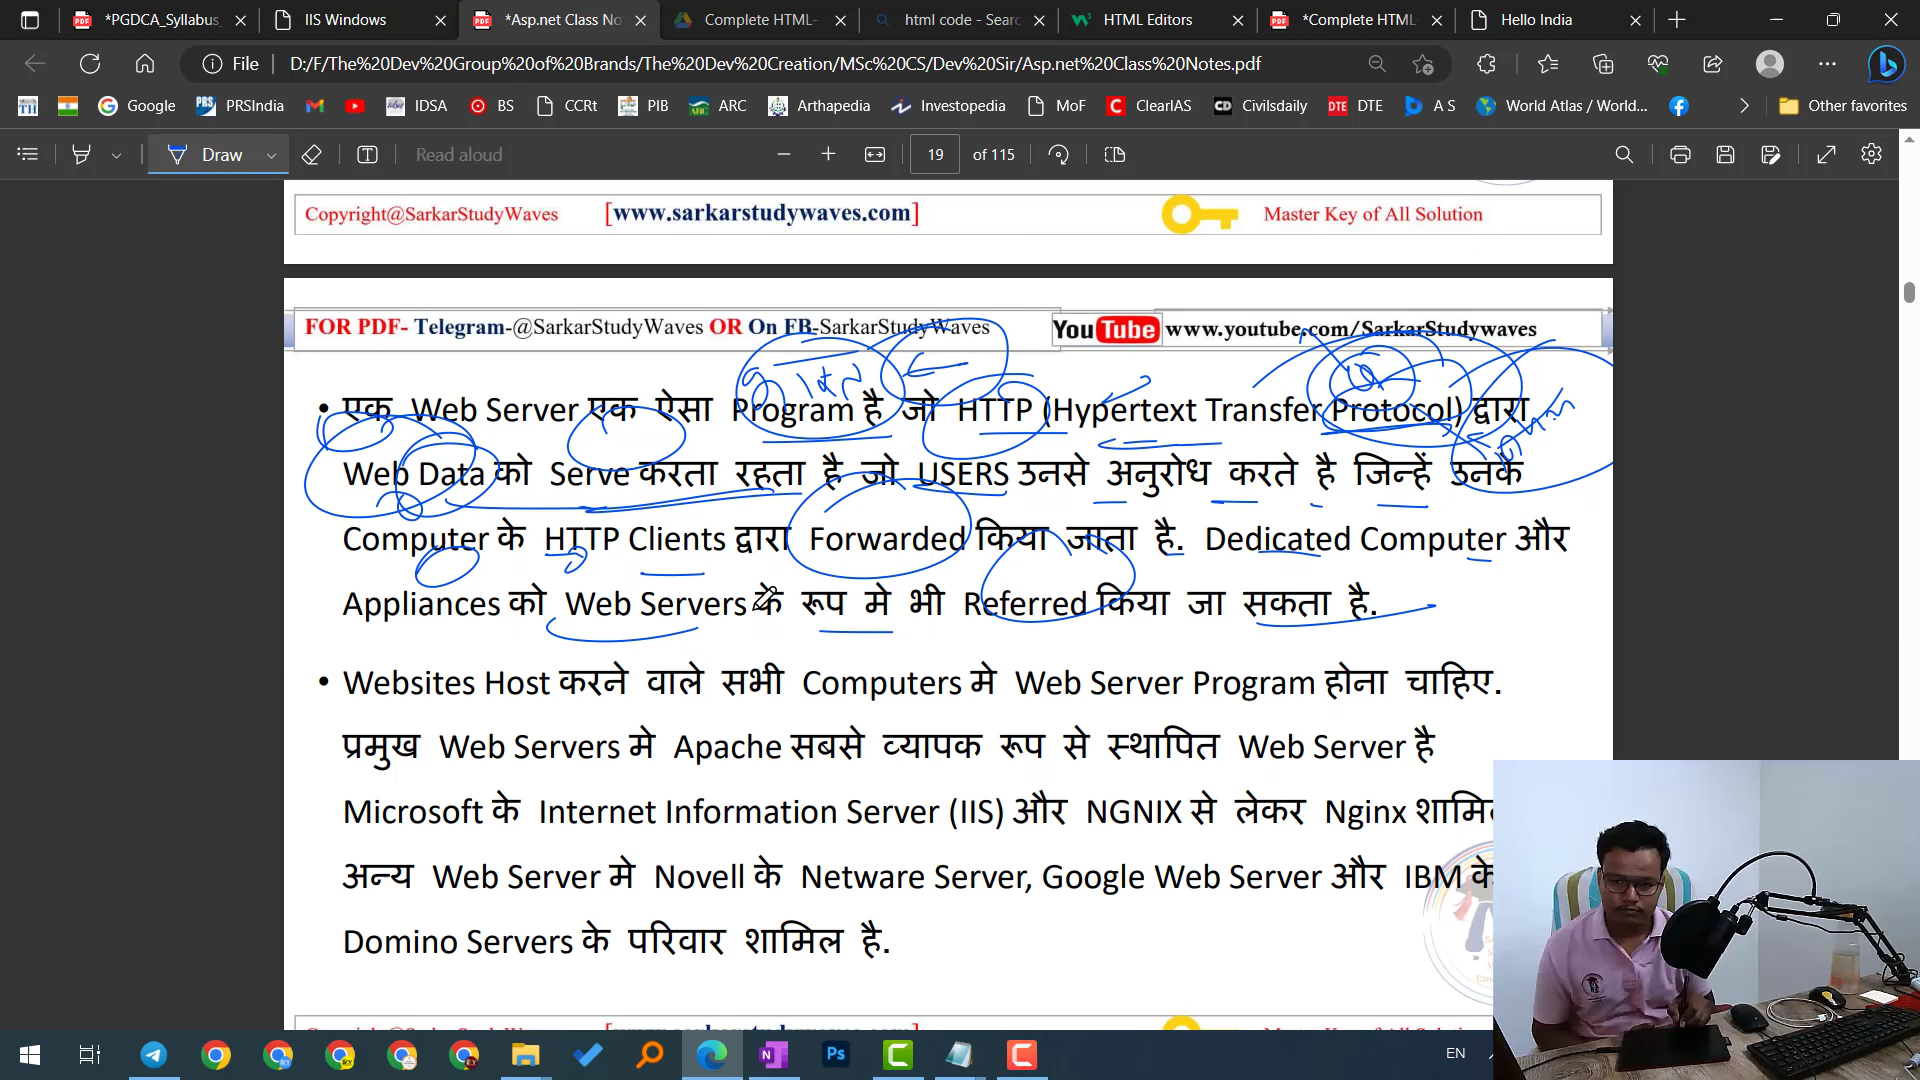 *PGDCA_Syllabus_
IIS Windows
*Asp.net Class No
Complete HTML-
html code - Searc
HTML Editors
*Complete HTML-
Hello India
File
D:/F/The%20Dev%20Group%20of%20Brands/The%20Dev%20Creation/MSc%20CS/Dev%20Sir/Asp.net%20Class%20Notes.pdf
Google
PRSIndia
IDSA
BS
CCRt
PIB
ARC
Arthapedia
Investopedia
MoF
ClearIAS
Civilsdaily
DTE
A S
World Atlas / World...
Other favorites
Draw
Read aloud
19
of 115
Copyright@SarkarStudyWaves
[www.sarkarstudywaves.com]
Master Key of All Solution
FOR PDF- Telegram-@SarkarStudyWaves OR On FB-SarkarStudyWaves
YouTube
www.youtube.com/SarkarStudywaves
• एक Web Server एक ऐसा Program है जो HTTP (Hypertext Transfer Protocol) द्वारा
Web Data को Serve करता रहता है जो USERS उनसे अनुरोध करते है जिन्हें उनके
Computer के HTTP Clients द्वारा Forwarded किया जाता है. Dedicated Computer और
Appliances को Web Servers के रूप मे भी Referred किया जा सकता है.
• Websites Host करने वाले सभी Computers मे Web Server Program होना चाहिए.
प्रमुख Web Servers मे Apache सबसे व्यापक रूप से स्थापित Web Server है
Microsoft के Internet Information Server (IIS) और NGNIX से लेकर Nginx
अन्य Web Server मे Novell के Netware Server, Google Web Server और IBM के
Domino Servers के परिवार शामिल है.
EN